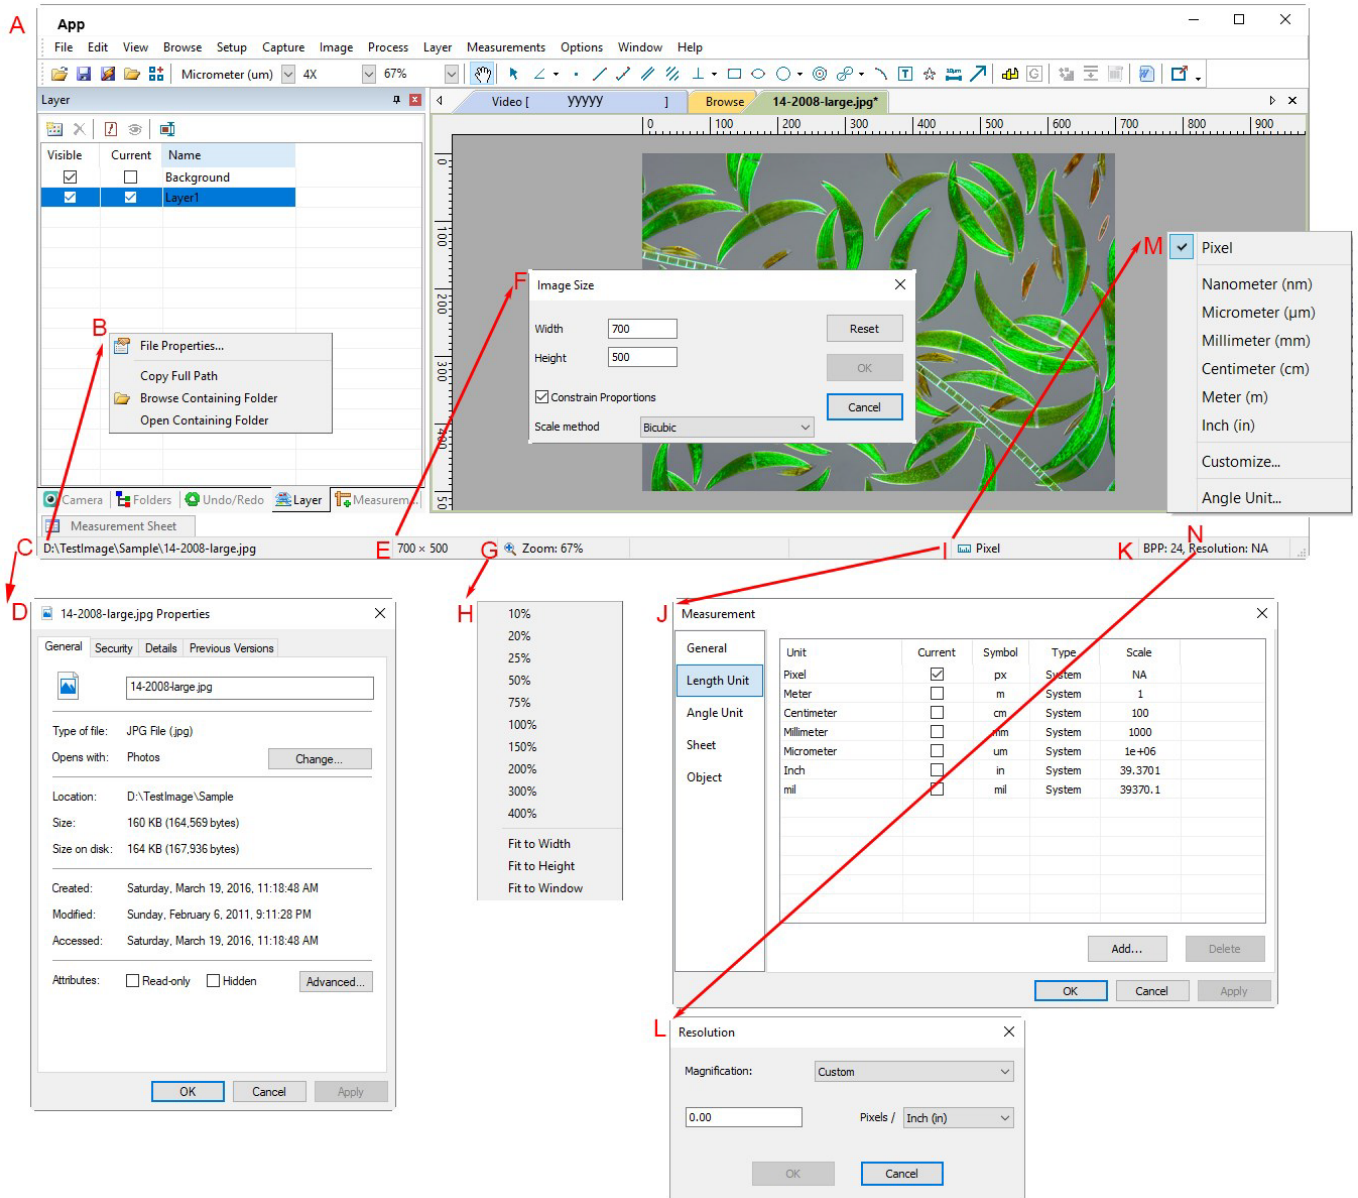 A
App
File Edit View Browse Setup Capture Image Process Layer Measurements Options Window Help
Micrometer (um) 4X 67%
Layer
Video [ yyyyy ] Browse 14-2008-large.jpg*
0 100 200 300 400 500 600 700 800 900
Visible Current Name
Background
Layer1
0
100
200
300
400
50
B
File Properties...
Copy Full Path
Browse Containing Folder
Open Containing Folder
F
Image Size
Width 700 Reset
Height 500 OK
Constrain Proportions Cancel
Scale method Bicubic
M
Pixel
Nanometer (nm)
Micrometer (μm)
Millimeter (mm)
Centimeter (cm)
Meter (m)
Inch (in)
Customize...
Angle Unit...
Camera Folders Undo/Redo Layer Measurem...
Measurement Sheet
C D:\TestImage\Sample\14-2008-large.jpg E 700 × 500 G Zoom: 67% I Pixel K BPP: 24, Resolution: NA
N
D
14-2008-large.jpg Properties
General Security Details Previous Versions
14-2008-large.jpg
Type of file: JPG File (.jpg)
Opens with: Photos Change...
Location: D:\TestImage\Sample
Size: 160 KB (164,569 bytes)
Size on disk: 164 KB (167,936 bytes)
Created: Saturday, March 19, 2016, 11:18:48 AM
Modified: Sunday, February 6, 2011, 9:11:28 PM
Accessed: Saturday, March 19, 2016, 11:18:48 AM
Attributes: Read-only Hidden Advanced...
OK Cancel Apply
H
10%
20%
25%
50%
75%
100%
150%
200%
300%
400%
Fit to Width
Fit to Height
Fit to Window
J
Measurement
General
Length Unit
Angle Unit
Sheet
Object
Unit Current Symbol Type Scale
Pixel px System NA
Meter m System 1
Centimeter cm System 100
Millimeter mm System 1000
Micrometer um System 1e+06
Inch in System 39.3701
mil mil System 39370.1
Add... Delete
OK Cancel Apply
L
Resolution
Magnification: Custom
0.00 Pixels / Inch (in)
OK Cancel